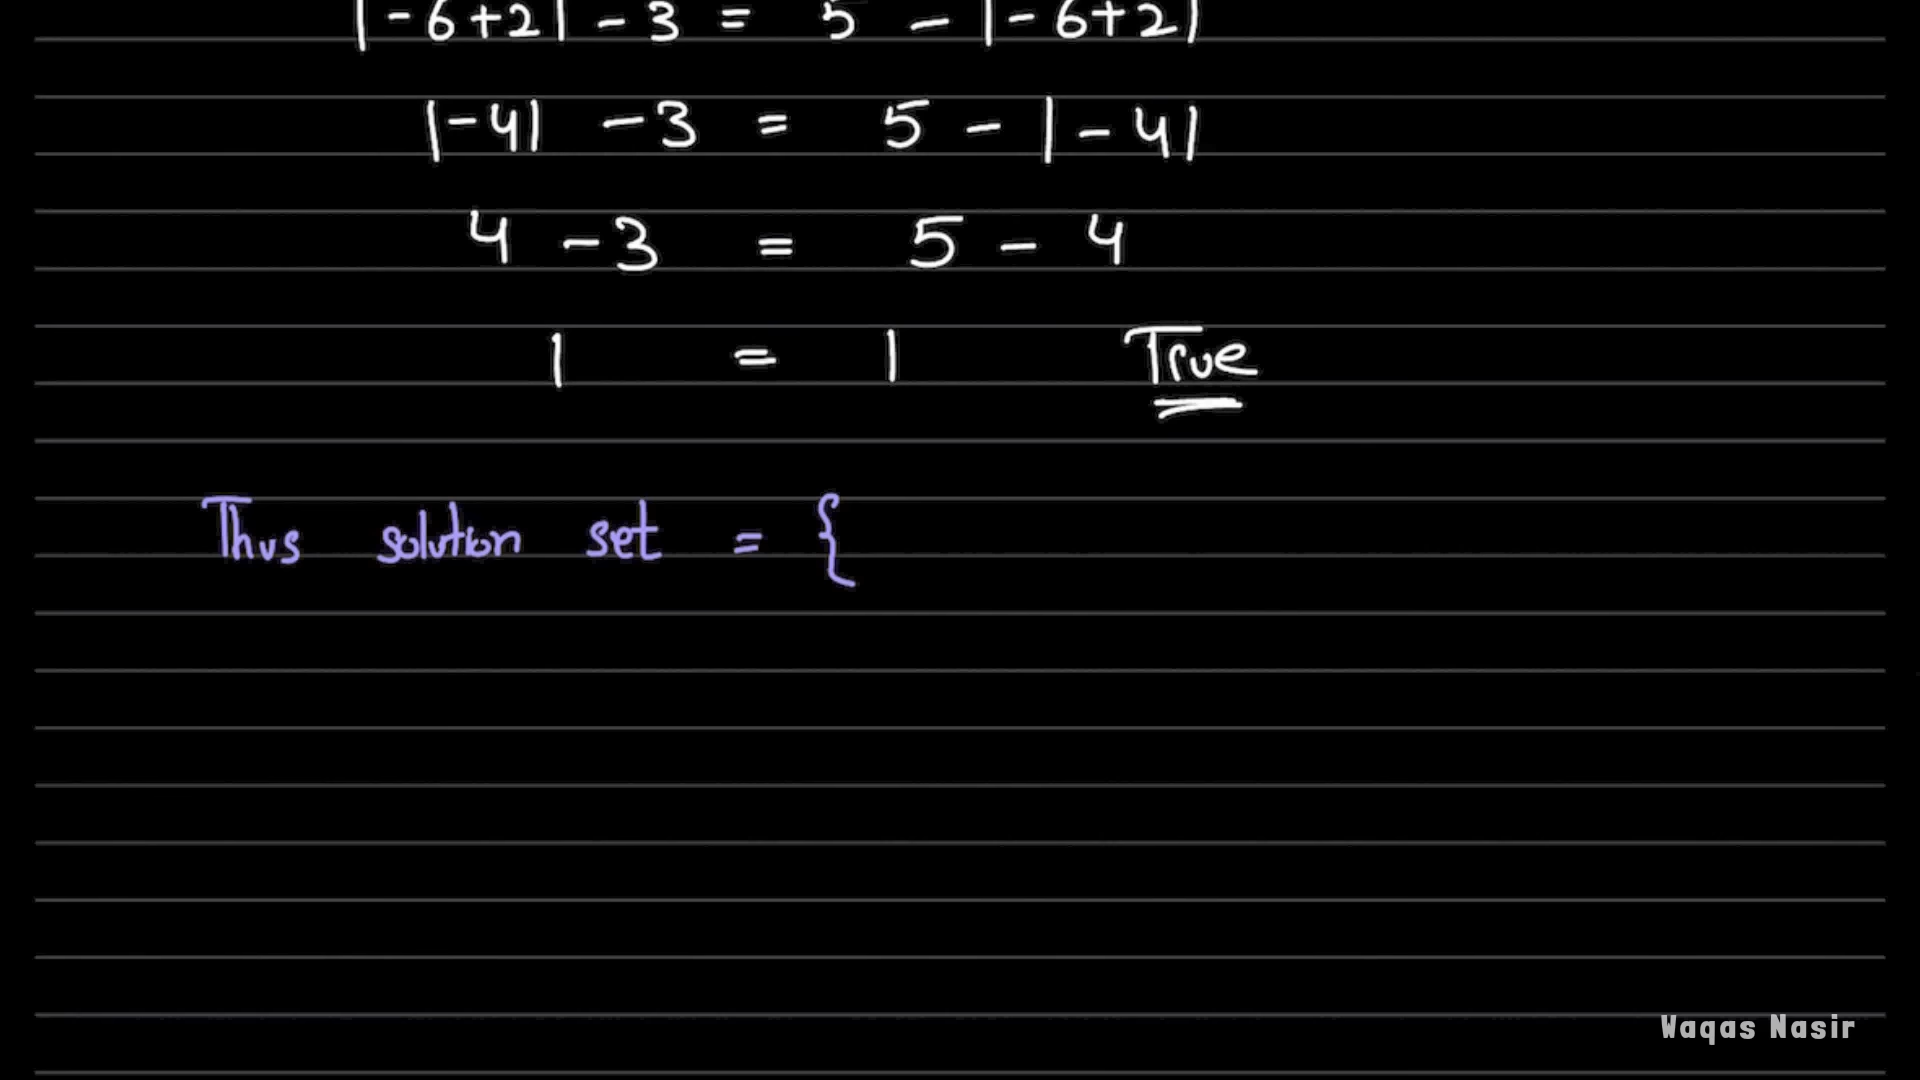 |-6+2| - 3 = 5 - |-6+2|
|-4| - 3 = 5 - |-4|
4 - 3 = 5 - 4
1 = 1 True
Thus solution set = {
Waqas Nasir